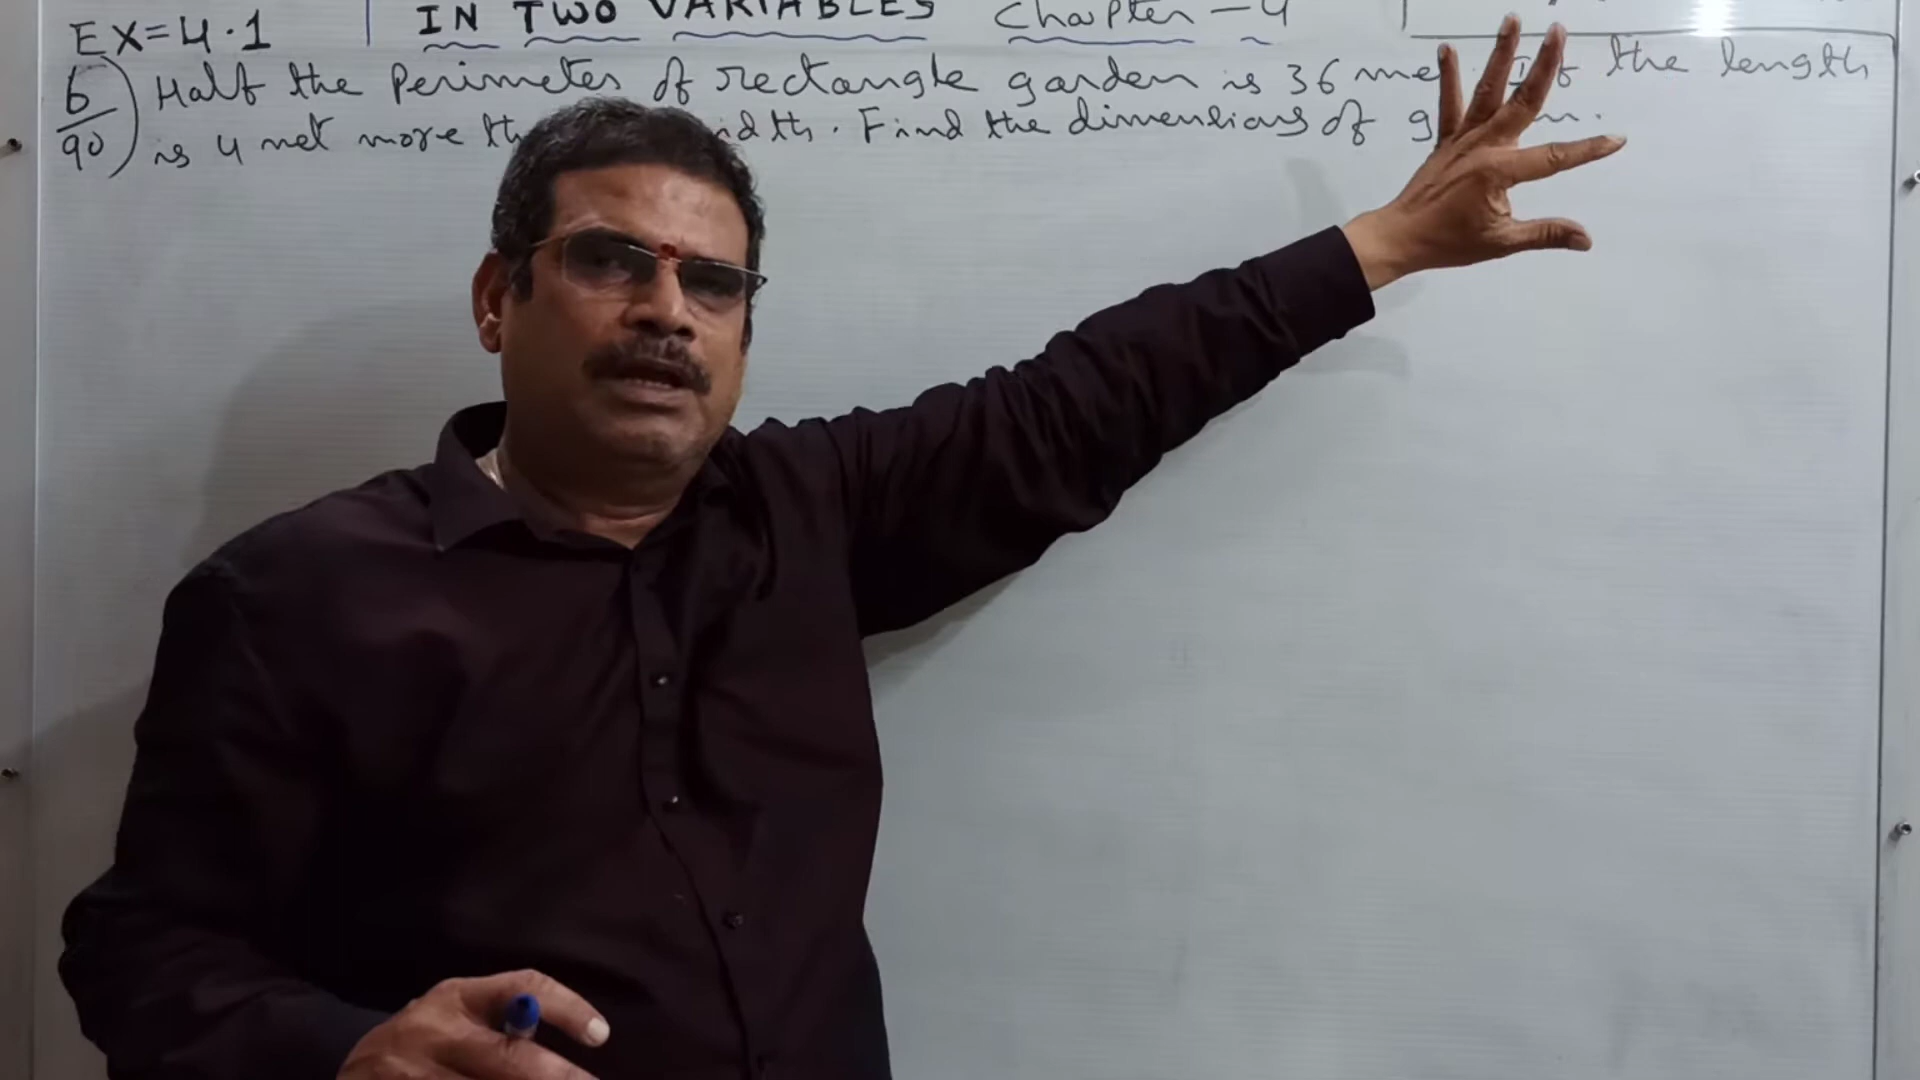 IN TWO VARIABLES Chapter - 4
EX = 4.1
6/90) Half the Perimeter of rectangle garden is 36 If the length
is 4 met more. Find the dimensions of